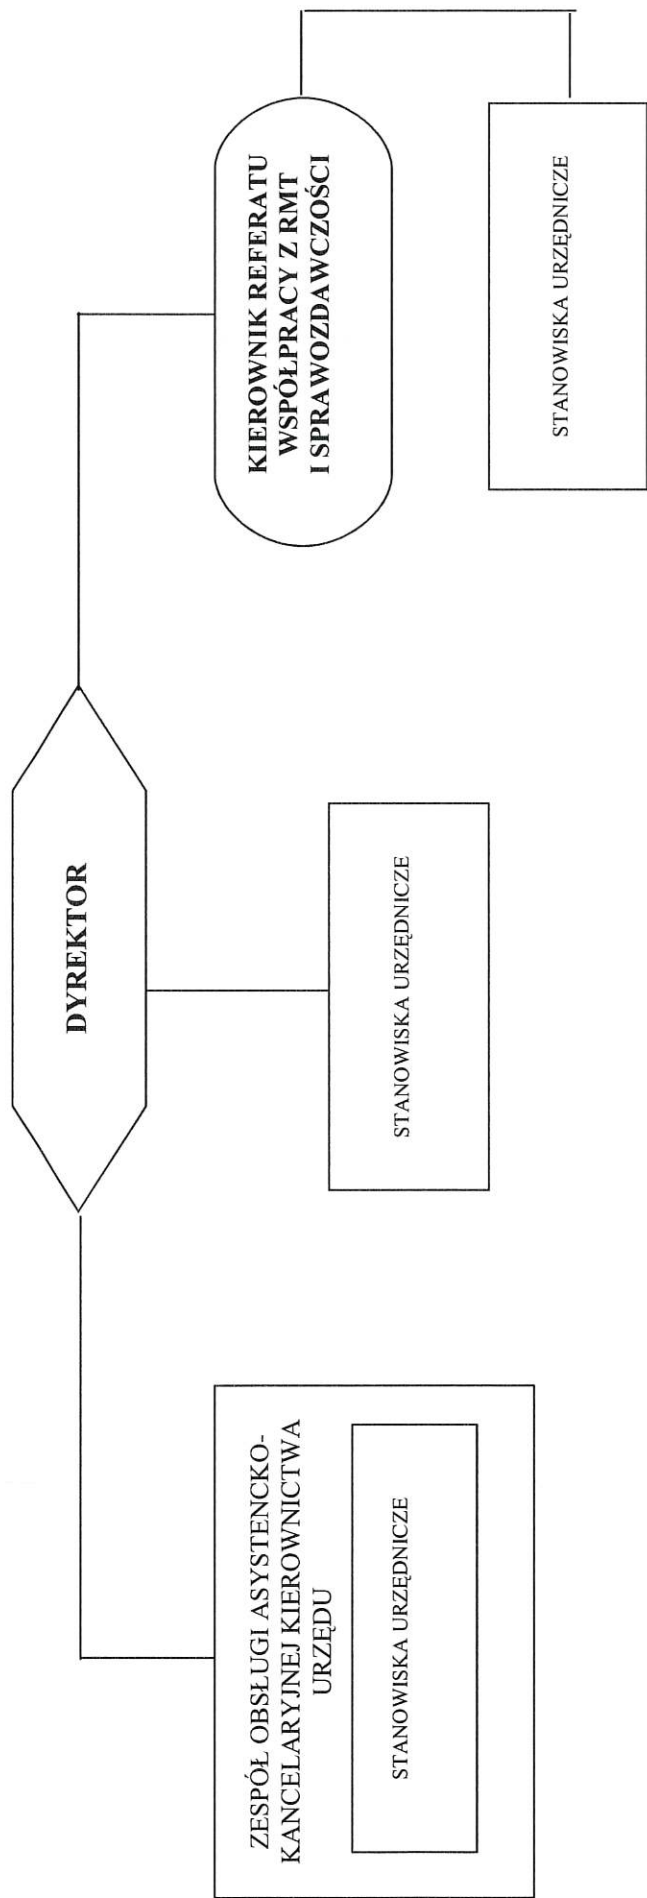 DYREKTOR
ZESPÓŁ OBSŁUGI ASYSTENCKO-
KANCELARYJNEJ KIEROWNICTWA
URZĘDU
STANOWISKA URZĘDNICZE
STANOWISKA URZĘDNICZE
KIEROWNIK REFERATU
WSPÓŁPRACY Z RMT
I SPRAWOZDAWCZOŚCI
STANOWISKA URZĘDNICZE